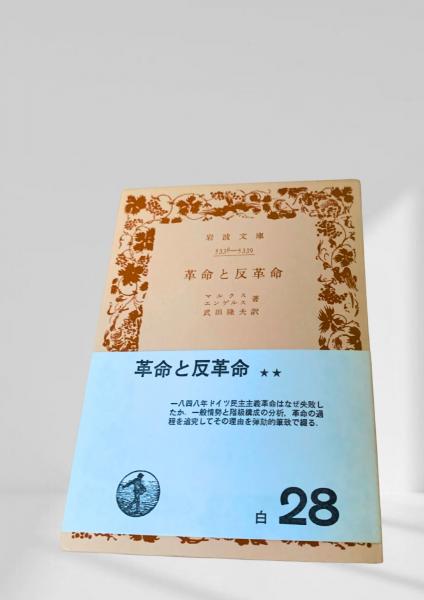 岩波文庫
5338—5339
革命と反革命
マルクス
エンゲルス著
武田隆夫訳
革命と反革命 ★★
一八四八年ドイツ民主主義革命はなぜ失敗し
たか. 一般情勢と階級構成の分析, 革命の過
程を追究してその理由を弾劾的筆致で綴る.
白 28